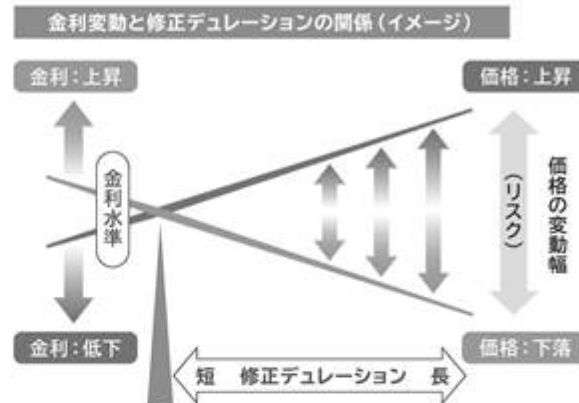 金利変動と修正デュレーションの関係（イメージ）
金利：上昇
価格：上昇
金利水準
（リスク）
価格の変動幅
金利：低下
価格：下落
短 修正デュレーション 長